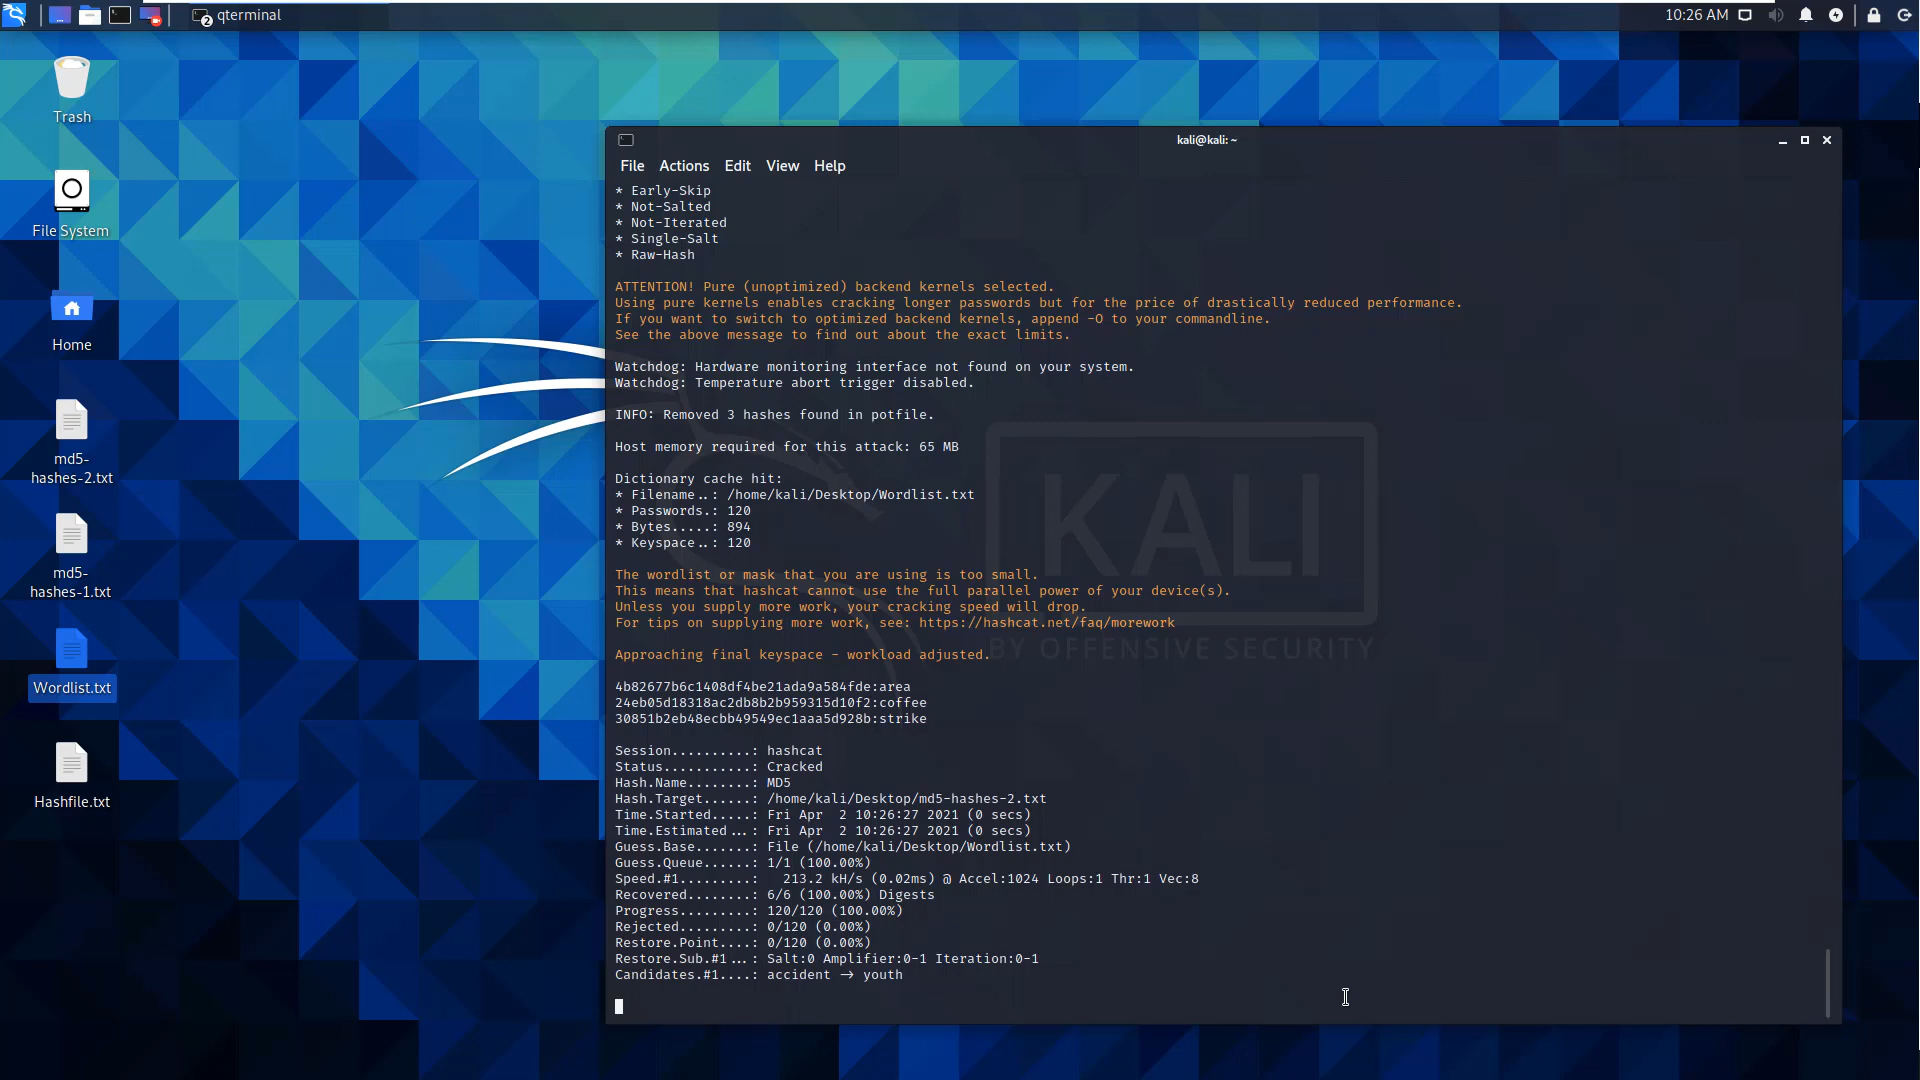 qterminal
10:26 AM
2
Trash
File System
Home
md5-
hashes-2.txt
md5-
hashes-1.txt
Wordlist.txt
Hashfile.txt
kali@kali: ~
File Actions Edit View Help
* Early-Skip
* Not-Salted
* Not-Iterated
* Single-Salt
* Raw-Hash
ATTENTION! Pure (unoptimized) backend kernels selected.
Using pure kernels enables cracking longer passwords but for the price of drastically reduced performance.
If you want to switch to optimized backend kernels, append -O to your commandline.
See the above message to find out about the exact limits.
Watchdog: Hardware monitoring interface not found on your system.
Watchdog: Temperature abort trigger disabled.
INFO: Removed 3 hashes found in potfile.
Host memory required for this attack: 65 MB
Dictionary cache hit:
* Filename..: /home/kali/Desktop/Wordlist.txt
* Passwords.: 120
* Bytes.....: 894
* Keyspace..: 120
The wordlist or mask that you are using is too small.
This means that hashcat cannot use the full parallel power of your device(s).
Unless you supply more work, your cracking speed will drop.
For tips on supplying more work, see: https://hashcat.net/faq/morework
Approaching final keyspace - workload adjusted.
4b82677b6c1408df4be21ada9a584fde:area
24eb05d18318ac2db8b2b959315d10f2:coffee
30851b2eb48ecbb49549ec1aaa5d928b:strike
Session..........: hashcat
Status...........: Cracked
Hash.Name........: MD5
Hash.Target......: /home/kali/Desktop/md5-hashes-2.txt
Time.Started.....: Fri Apr  2 10:26:27 2021 (0 secs)
Time.Estimated...: Fri Apr  2 10:26:27 2021 (0 secs)
Guess.Base.......: File (/home/kali/Desktop/Wordlist.txt)
Guess.Queue......: 1/1 (100.00%)
Speed.#1.........:   213.2 kH/s (0.02ms) @ Accel:1024 Loops:1 Thr:1 Vec:8
Recovered........: 6/6 (100.00%) Digests
Progress.........: 120/120 (100.00%)
Rejected.........: 0/120 (0.00%)
Restore.Point....: 0/120 (0.00%)
Restore.Sub.#1...: Salt:0 Amplifier:0-1 Iteration:0-1
Candidates.#1....: accident -> youth
KALI
BY OFFENSIVE SECURITY